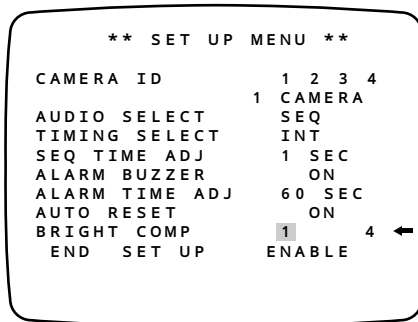 ** SET UP MENU **
CAMERA ID 1 2 3 4
1 CAMERA
AUDIO SELECT SEQ
TIMING SELECT INT
SEQ TIME ADJ 1 SEC
ALARM BUZZER ON
ALARM TIME ADJ 60 SEC
AUTO RESET ON
BRIGHT COMP 1 4 ←
END SET UP ENABLE